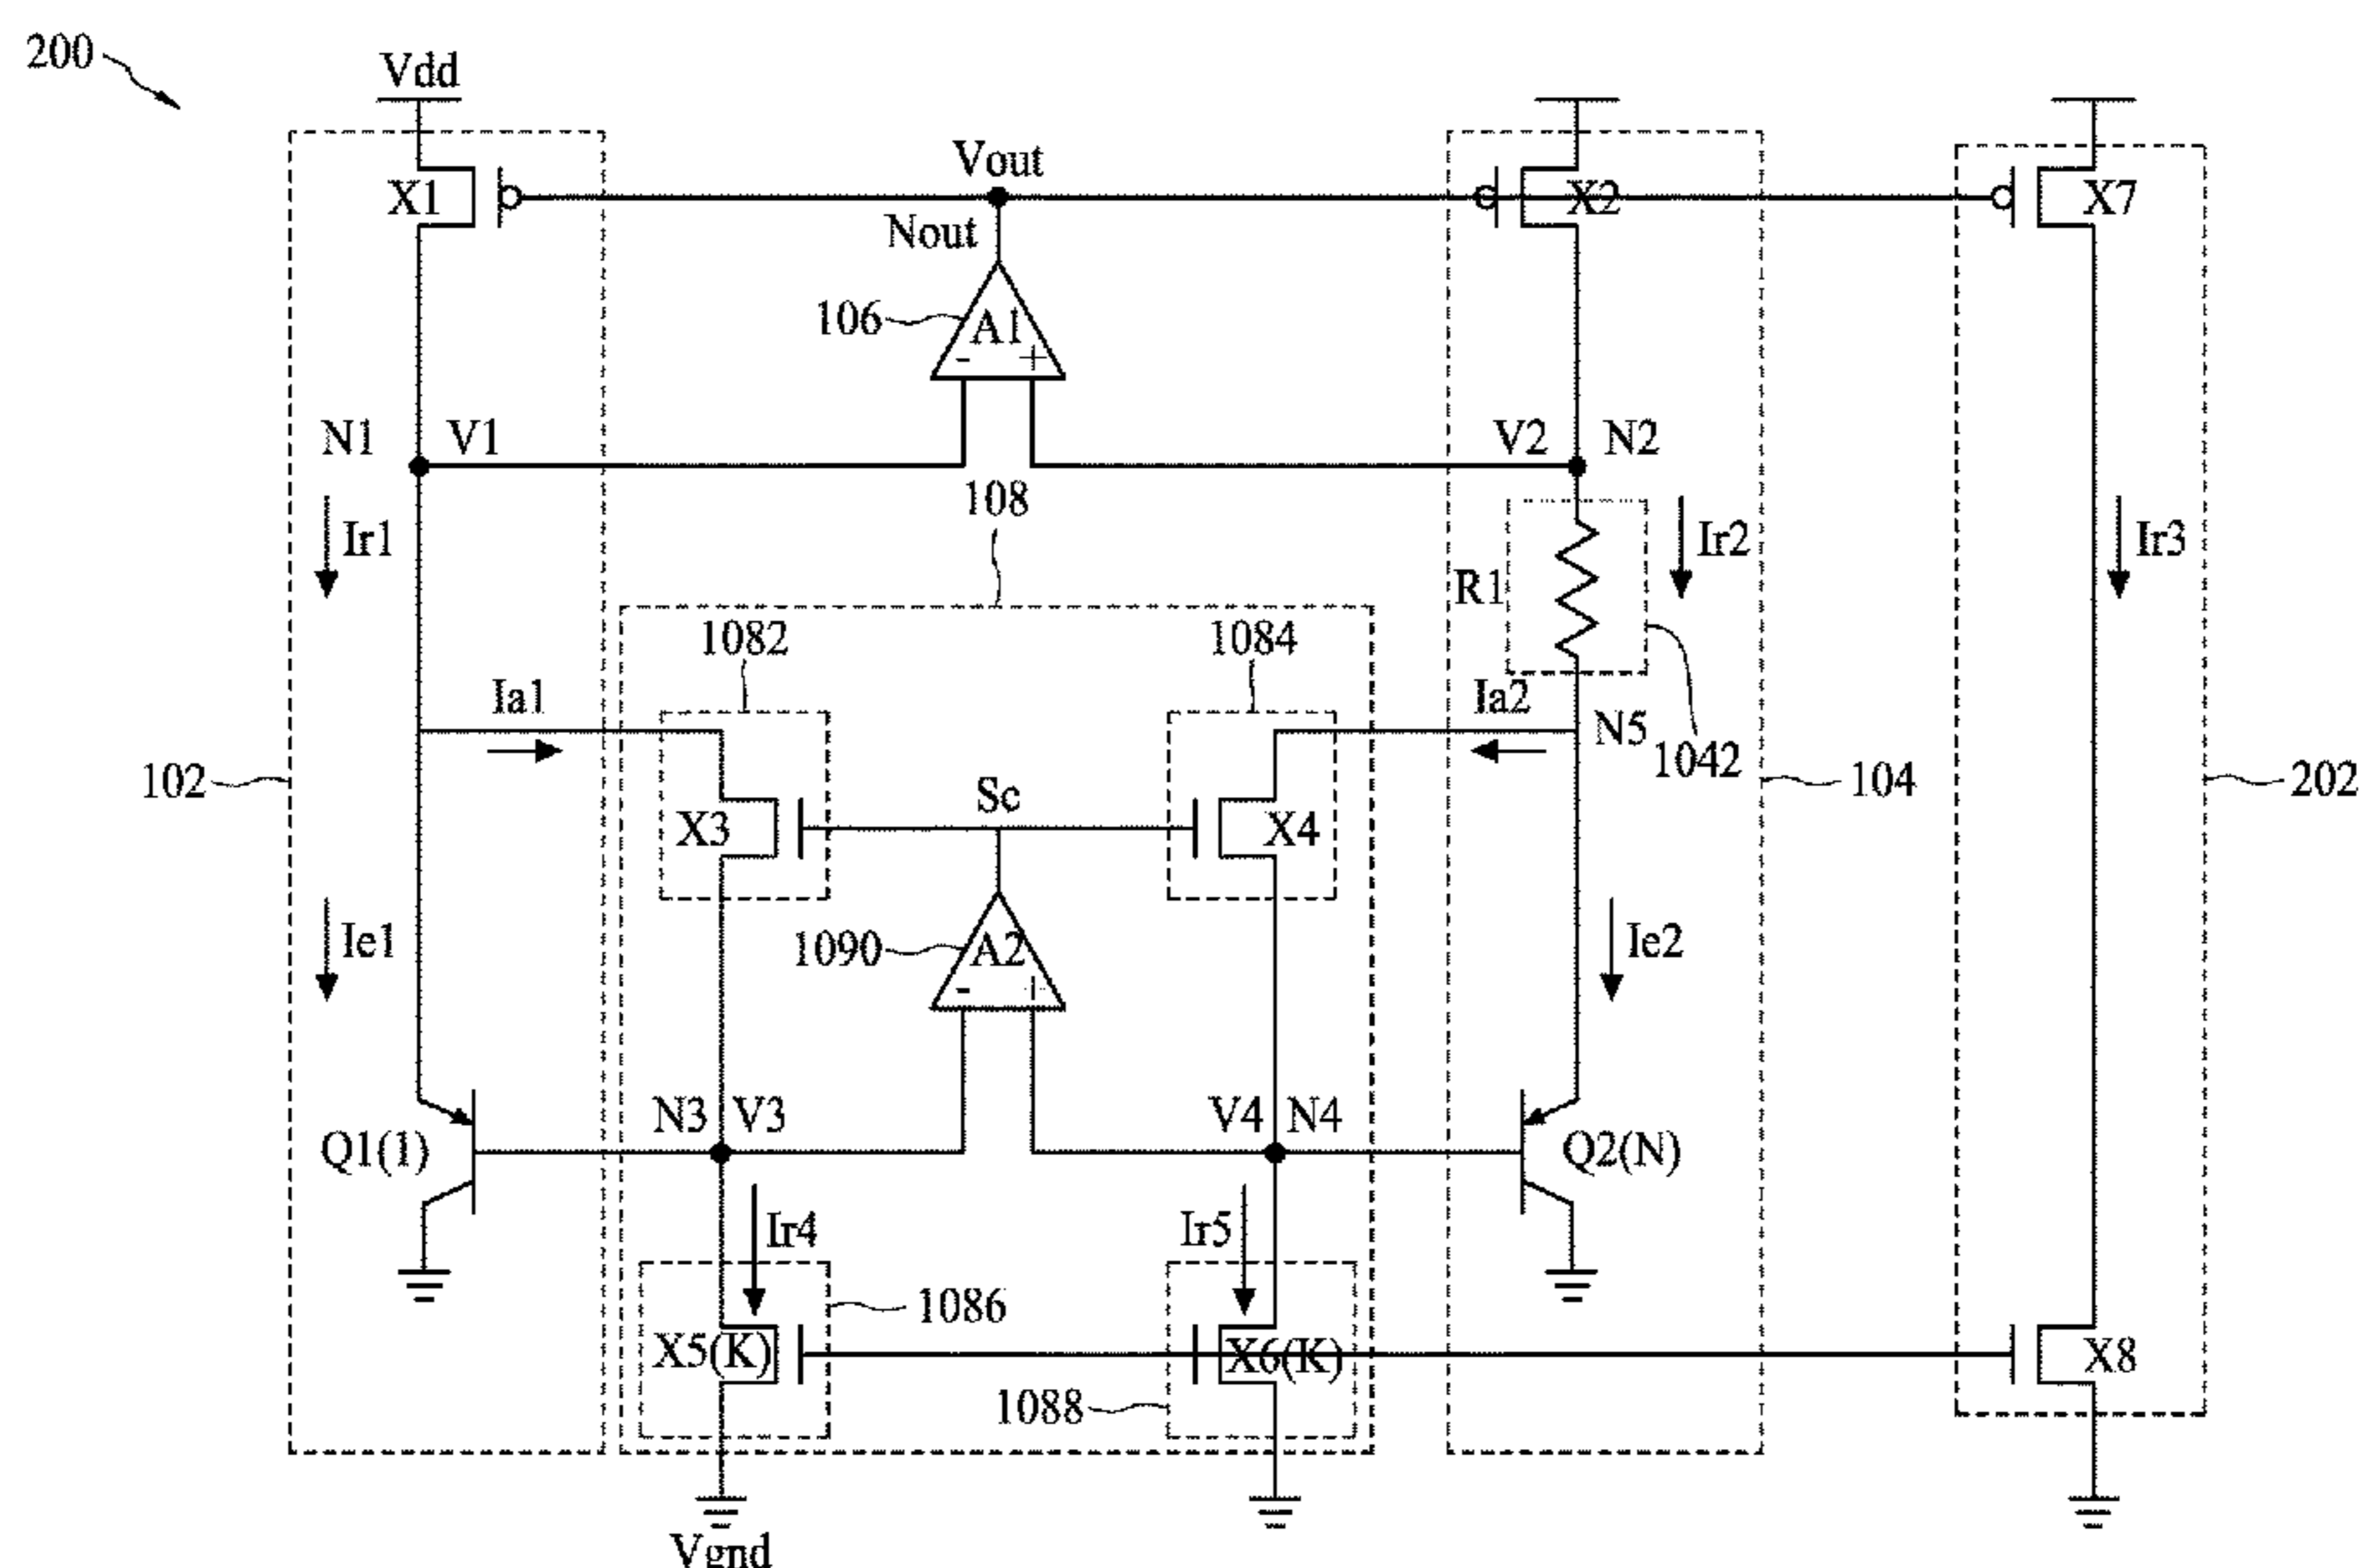 200
Vdd
Vout
X1
X2
X7
Nout
106
A1
- +
N1
V1
V2
N2
108
Ir1
Ir2
Ir3
R1
1082
1084
Ia1
Ia2
N5
1042
102
104
202
Sc
X3
X4
Ie1
1090
A2
- +
Ie2
N3
V3
V4
N4
Q1(1)
Q2(N)
Ir4
Ir5
1086
X5(K)
X6(K)
X8
1088
Vgnd